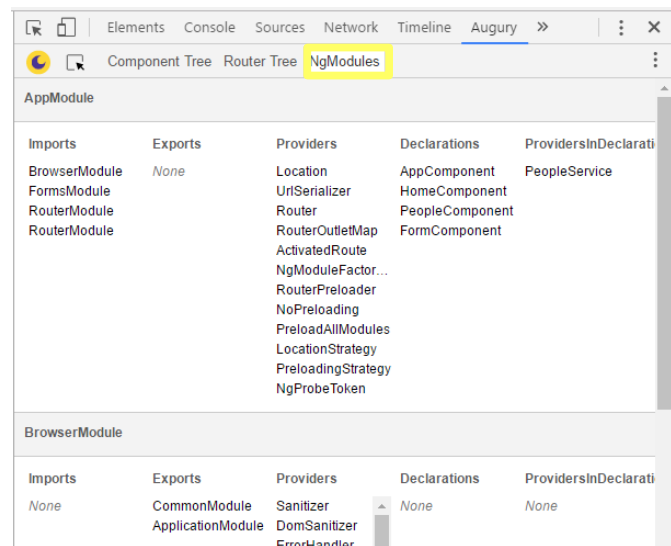 Elements Console Sources Network Timeline Augury »
Component Tree Router Tree NgModules
AppModule
Imports Exports Providers Declarations ProvidersInDeclarati
BrowserModule None Location AppComponent PeopleService
FormsModule UrlSerializer HomeComponent
RouterModule Router PeopleComponent
RouterModule RouterOutletMap FormComponent
ActivatedRoute
NgModuleFactor...
RouterPreloader
NoPreloading
PreloadAllModules
LocationStrategy
PreloadingStrategy
NgProbeToken
BrowserModule
Imports Exports Providers Declarations ProvidersInDeclarati
None CommonModule Sanitizer None None
ApplicationModule DomSanitizer
ErrorHandler